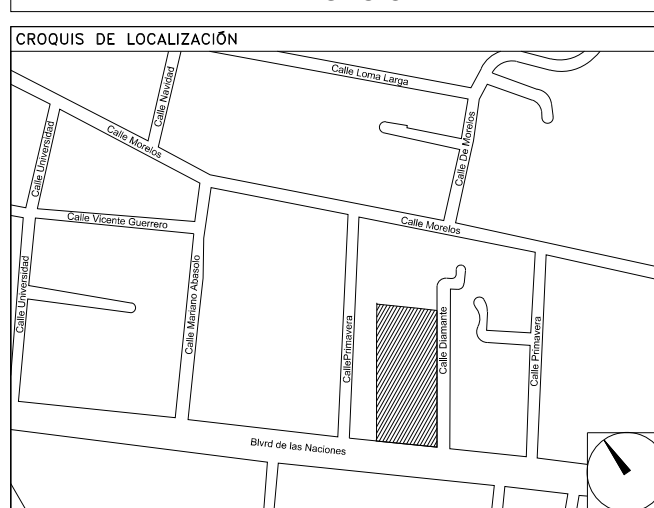 CROQUIS DE LOCALIZACIÓN
Calle Loma Larga
Calle Navidad
Calle Morelos
Calle De Morelos
Calle Universidad
Calle Vicente Guerrero
Calle Morelos
Calle Universidad
Calle Mariano Abasolo
CallePrimavera
Calle Diamante
Calle Primavera
Blvrd de las Naciones